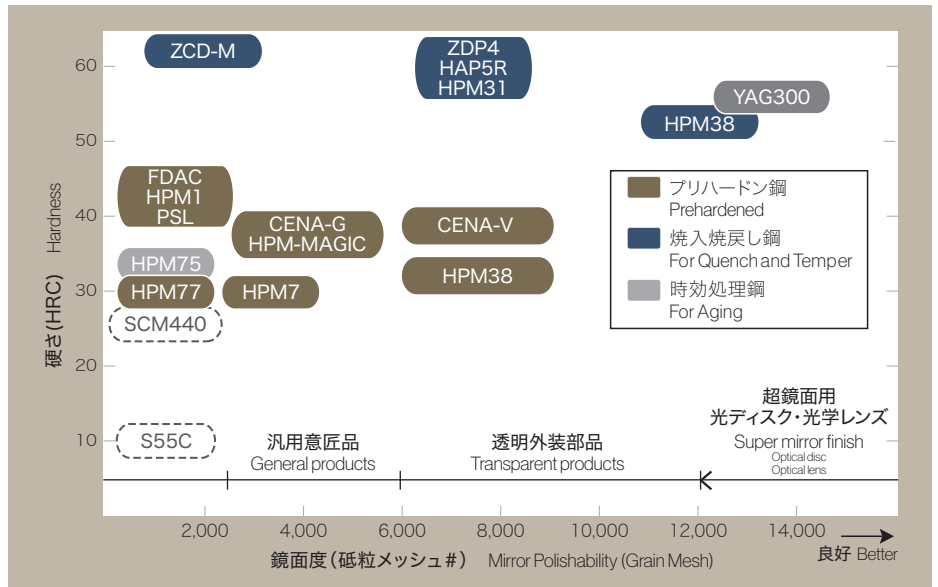 硬さ(HRC) Hardness
60
50
40
30
20
10
ZCD-M
ZDP4
HAP5R
HPM31
YAG300
HPM38
FDAC
HPM1
PSL
CENA-G
HPM-MAGIC
CENA-V
HPM75
HPM77
HPM7
HPM38
SCM440
S55C
プリハードン鋼
Prehardened
焼入焼戻し鋼
For Quench and Temper
時効処理鋼
For Aging
汎用意匠品
General products
透明外装部品
Transparent products
超鏡面用
光ディスク・光学レンズ
Super mirror finish
Optical disc
Optical lens
2,000 4,000 6,000 8,000 10,000 12,000 14,000
鏡面度(砥粒メッシュ#) Mirror Polishability (Grain Mesh)
良好 Better